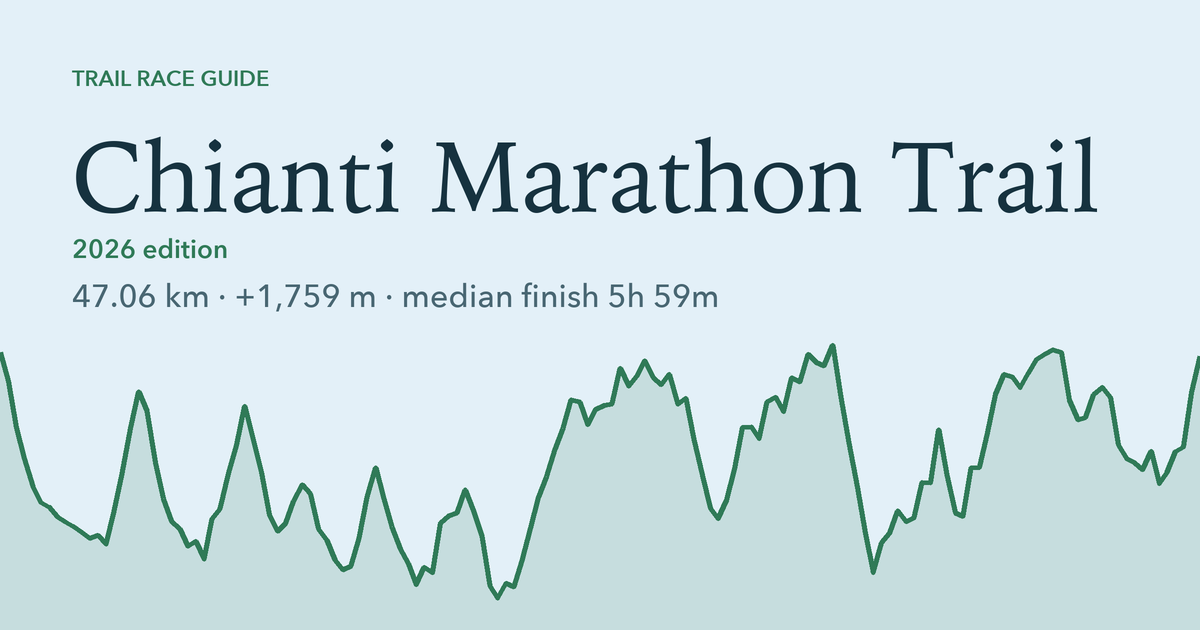 TRAIL RACE GUIDE
Chianti Marathon Trail
2026 edition
47.06 km · +1,759 m · median finish 5h 59m